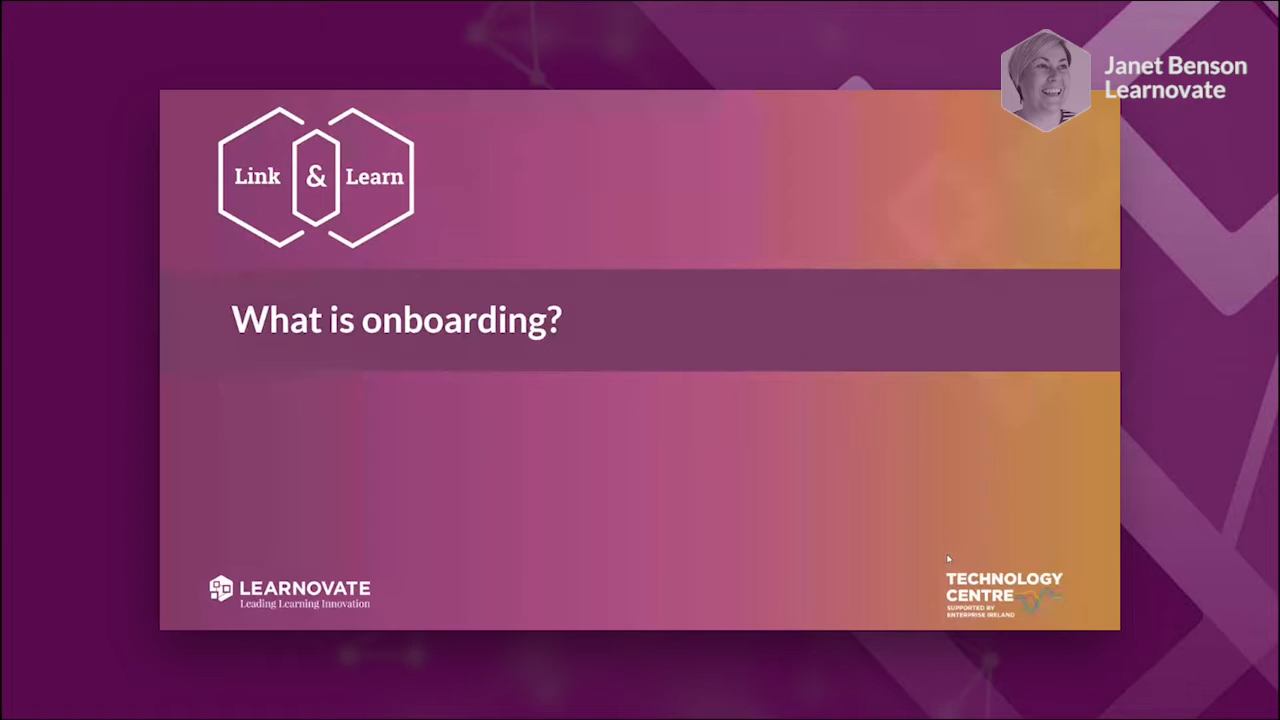 Janet Benson
Learnovate
Link & Learn
What is onboarding?
LEARNOVATE
Leading Learning Innovation
TECHNOLOGY
CENTRE
SUPPORTED BY
ENTERPRISE IRELAND